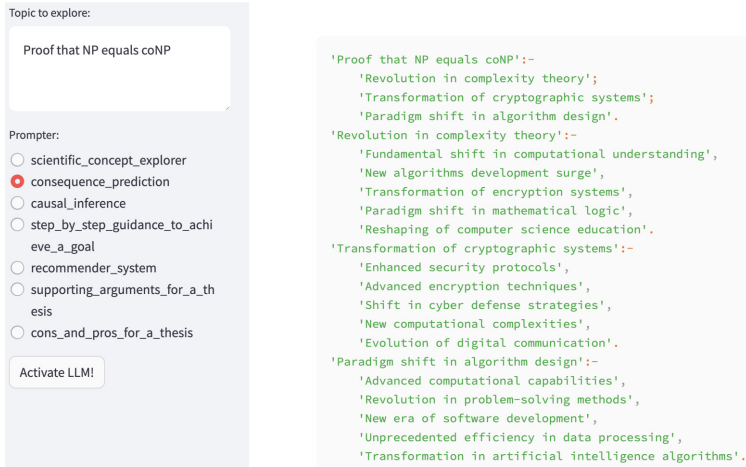 Topic to explore:
Proof that NP equals coNP
Prompter:
scientific_concept_explorer
consequence_prediction
causal_inference
step_by_step_guidance_to_achi
eve_a_goal
recommender_system
supporting_arguments_for_a_th
esis
cons_and_pros_for_a_thesis
Activate LLM!
'Proof that NP equals coNP':-
    'Revolution in complexity theory';
    'Transformation of cryptographic systems';
    'Paradigm shift in algorithm design'.
'Revolution in complexity theory':-
    'Fundamental shift in computational understanding',
    'New algorithms development surge',
    'Transformation of encryption systems',
    'Paradigm shift in mathematical logic',
    'Reshaping of computer science education'.
'Transformation of cryptographic systems':-
    'Enhanced security protocols',
    'Advanced encryption techniques',
    'Shift in cyber defense strategies',
    'New computational complexities',
    'Evolution of digital communication'.
'Paradigm shift in algorithm design':-
    'Advanced computational capabilities',
    'Revolution in problem-solving methods',
    'New era of software development',
    'Unprecedented efficiency in data processing',
    'Transformation in artificial intelligence algorithms'.